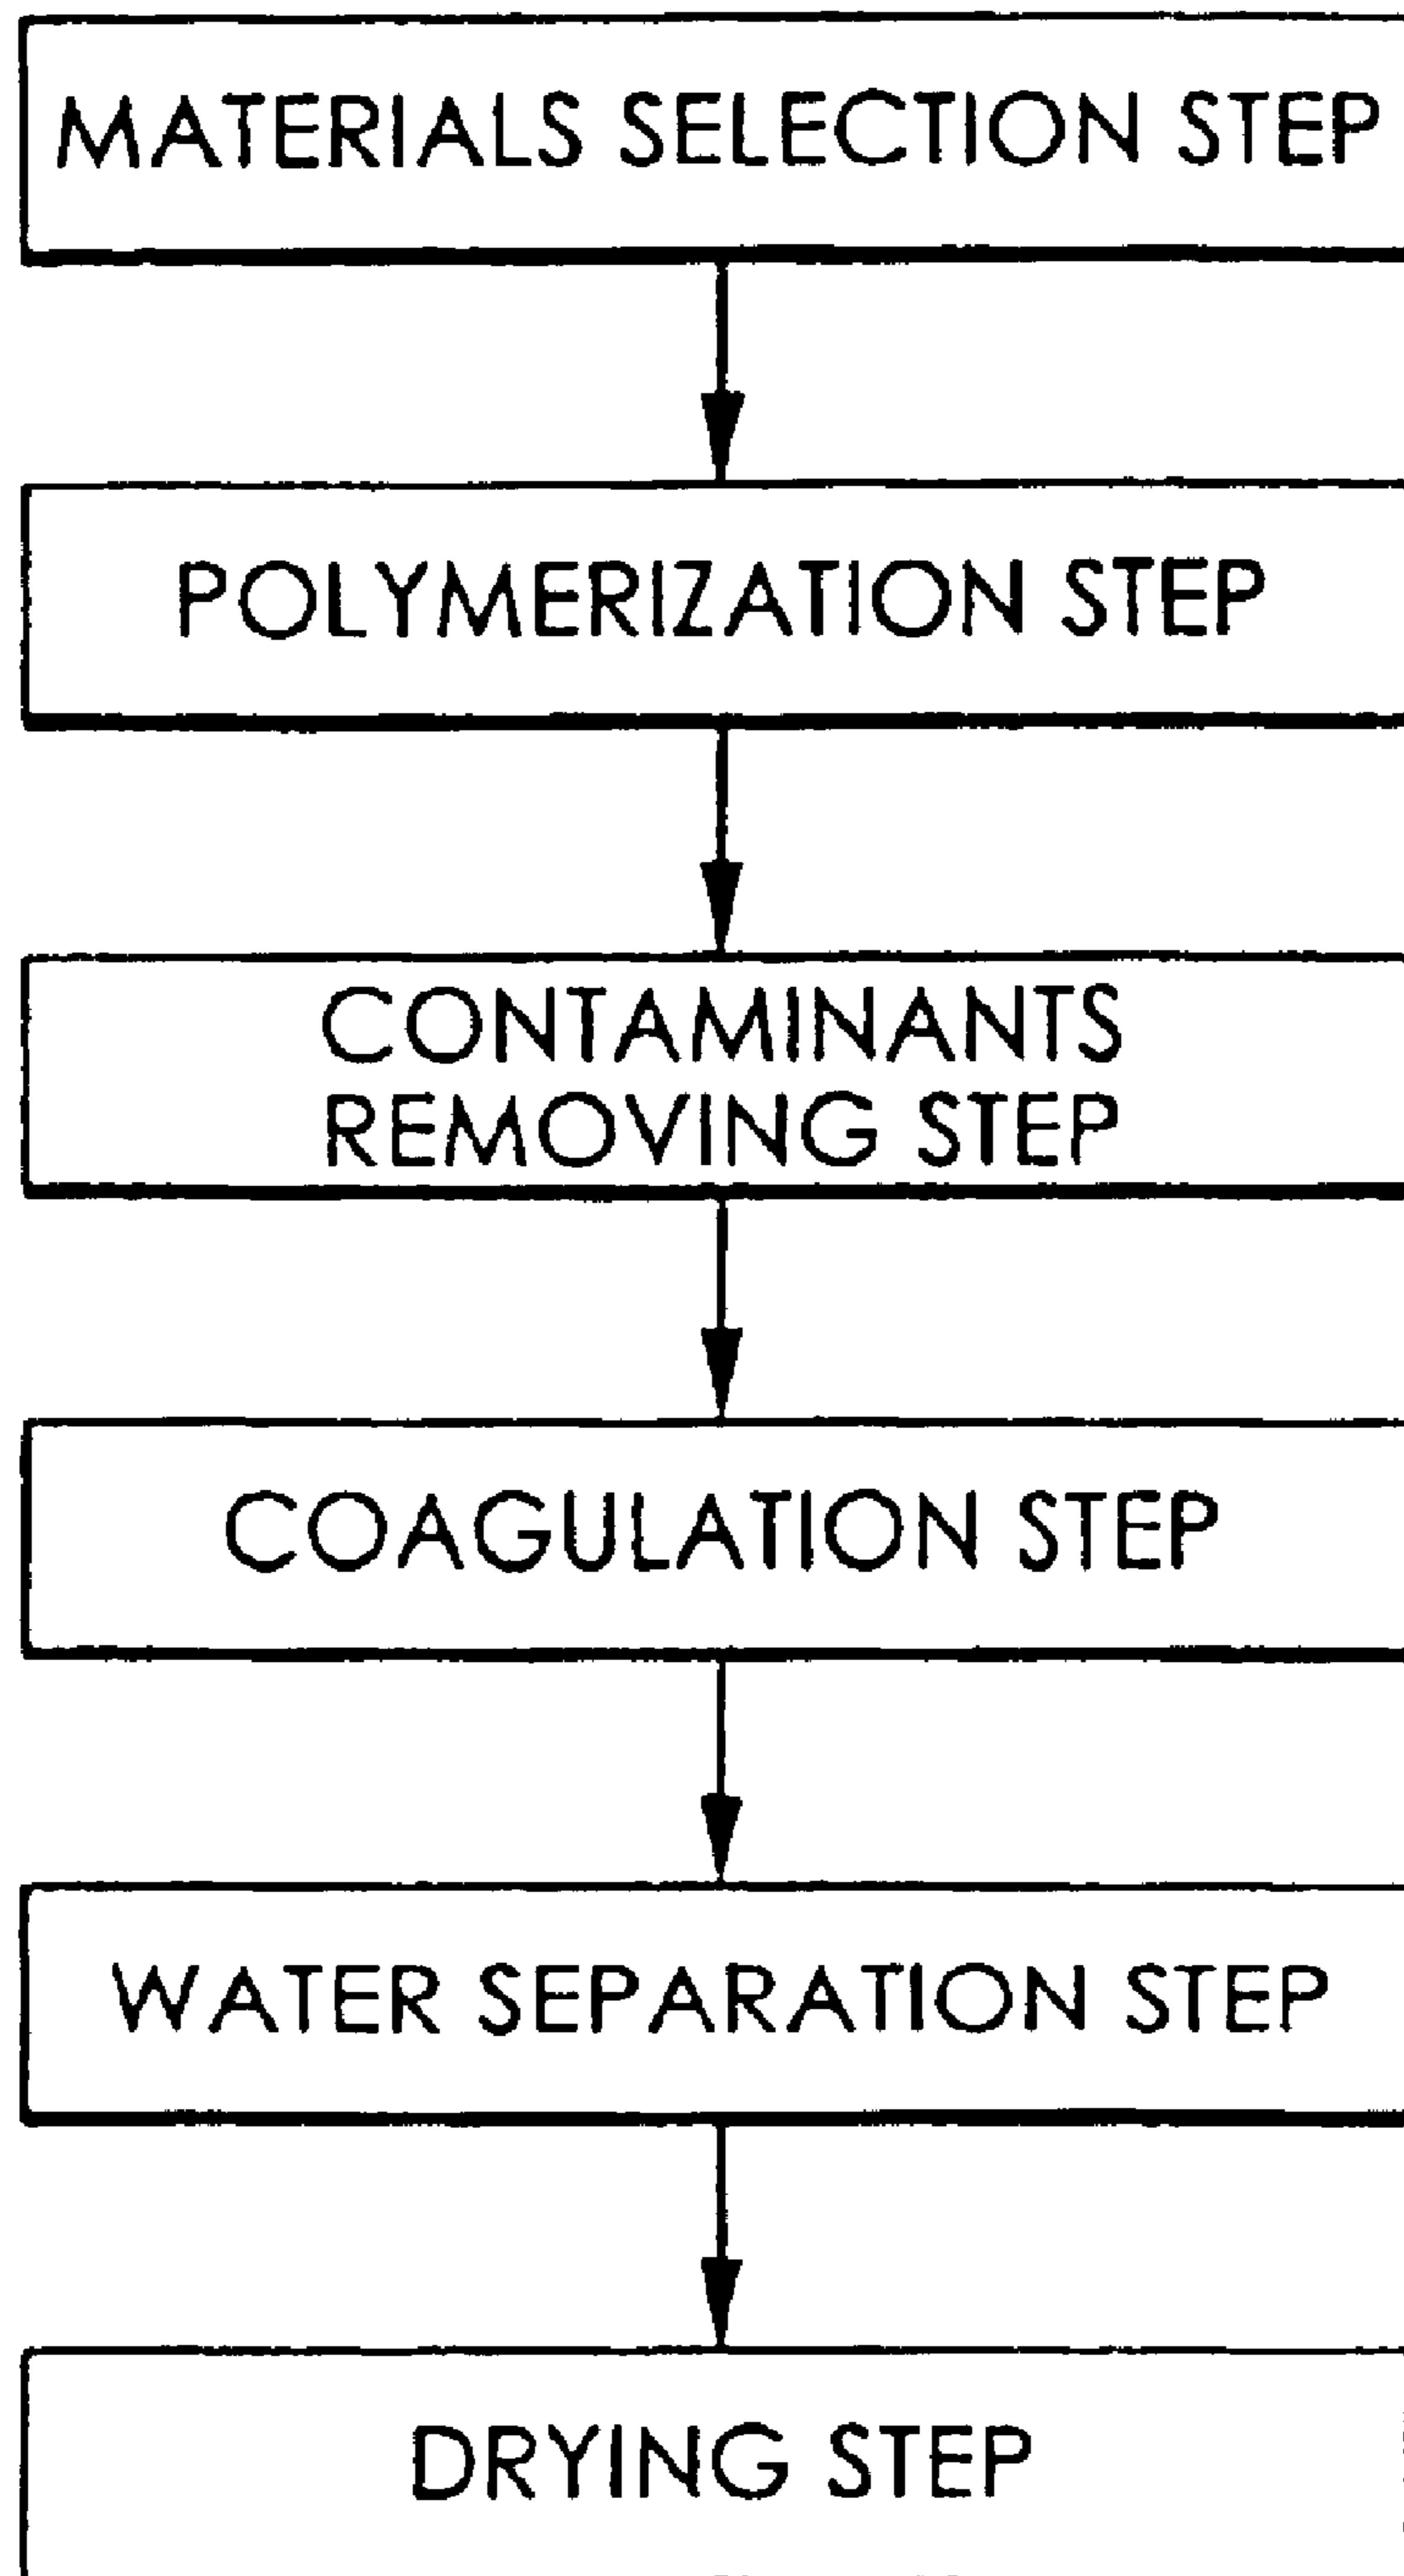 MATERIALS SELECTION STEP
POLYMERIZATION STEP
CONTAMINANTS
REMOVING STEP
COAGULATION STEP
WATER SEPARATION STEP
DRYING STEP